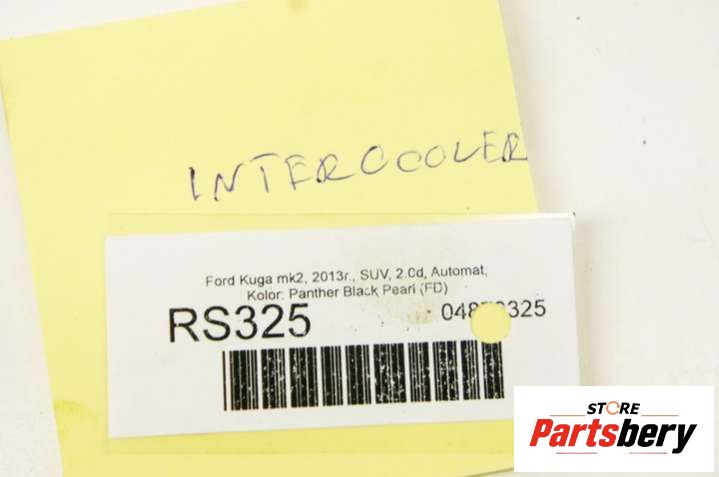 INTERCOOLER
Ford Kuga mk2, 2013r., SUV, 2.0d, Automat,
Kolor: Panther Black Pearl (FD)
RS325
STORE
Partsbery